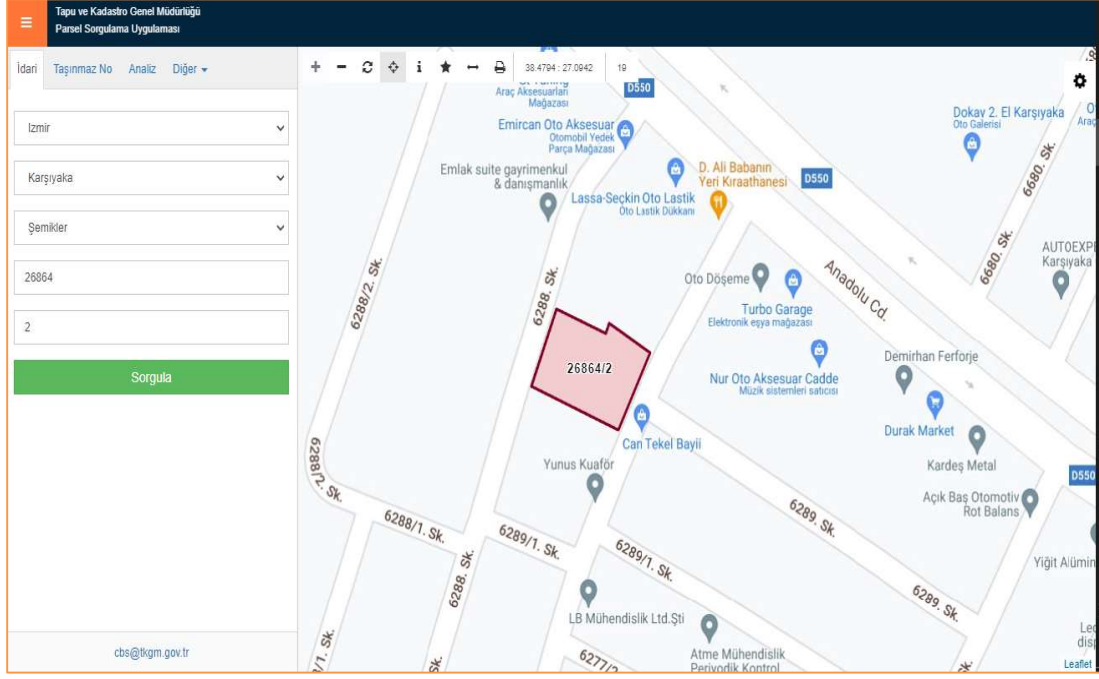 Tapu ve Kadastro Genel Müdürlüğü
Parsel Sorgulama Uygulaması
İdari Taşınmaz No Analiz Diğer
38.4794 : 27.0942 19
Izmir
Karşıyaka
Şemikler
26864
2
Sorgula
cbs@tkgm.gov.tr
Araç Aksesuarları
Mağazası
D550
Emircan Oto Aksesuar
Otomobil Yedek
Parça Mağazası
Emlak suite gayrimenkul
& danışmanlık
Lassa-Seçkin Oto Lastik
Oto Lastik Dükkanı
D. Ali Babanın
Yeri Kıraathanesi
D550
Dokay 2. El Karşıyaka
Oto Galerisi
6680. Sk.
6680. Sk.
AUTOEXP
Karşıyaka
6288/2. Sk.
6288. Sk.
Oto Döşeme
Anadolu Cd.
Turbo Garage
Elektronik eşya mağazası
26864/2
Nur Oto Aksesuar Cadde
Müzik sistemleri satıcısı
Demirhan Ferforje
Durak Market
Can Tekel Bayii
Yunus Kuaför
Kardeş Metal
D550
Açık Baş Otomotiv
Rot Balans
6288/2. Sk.
6288/1. Sk.
6289/1. Sk.
6289/1. Sk.
6289. Sk.
6289. Sk.
Yiğit Alümin
6288. Sk.
LB Mühendislik Ltd.Şti
Atme Mühendislik
Periyodik Kontrol
Leaflet